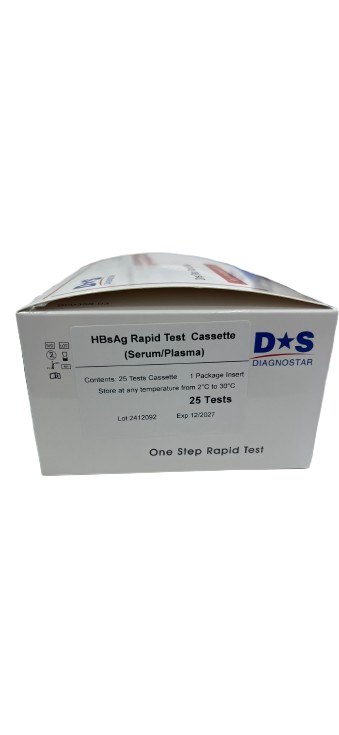 D★S
HBsAg Rapid Test Cassette
(Serum/Plasma)
D★S
DIAGNOSTAR
Contents: 25 Tests Cassette 1 Package Insert
Store at any temperature from 2°C to 30°C
25 Tests
Lot:2412092 Exp:12/2027
One Step Rapid Test